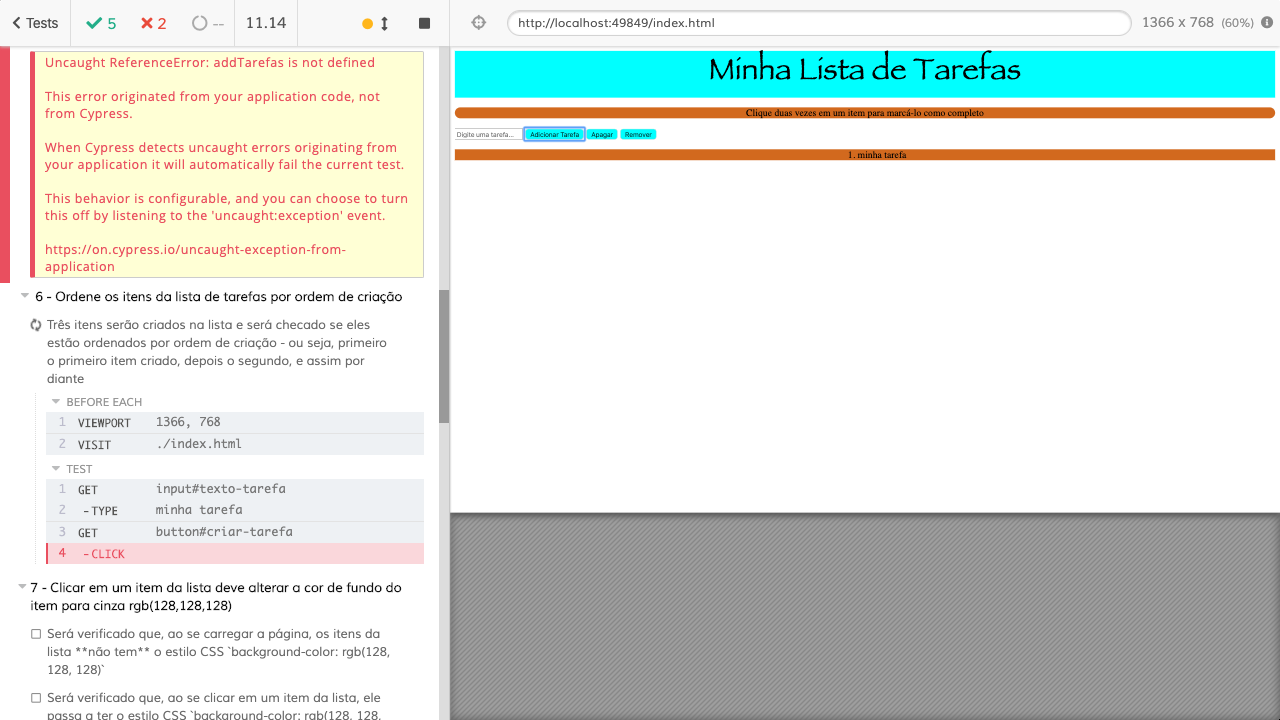 Tests 5 2 -- 11.14 http://localhost:49849/index.html 1366 x 768 (60%)
Uncaught ReferenceError: addTarefas is not defined
This error originated from your application code, not
from Cypress.
When Cypress detects uncaught errors originating from
your application it will automatically fail the current test.
This behavior is configurable, and you can choose to turn
this off by listening to the 'uncaught:exception' event.
https://on.cypress.io/uncaught-exception-from-
application
6 - Ordene os itens da lista de tarefas por ordem de criação
Três itens serão criados na lista e será checado se eles
estão ordenados por ordem de criação - ou seja, primeiro
o primeiro item criado, depois o segundo, e assim por
diante
BEFORE EACH
1 VIEWPORT 1366, 768
2 VISIT ./index.html
TEST
1 GET input#texto-tarefa
2 -TYPE minha tarefa
3 GET button#criar-tarefa
4 -CLICK
7 - Clicar em um item da lista deve alterar a cor de fundo do
item para cinza rgb(128,128,128)
Será verificado que, ao se carregar a página, os itens da
lista **não tem** o estilo CSS `background-color: rgb(128,
128, 128)`
Será verificado que, ao se clicar em um item da lista, ele
passa a ter o estilo CSS `background-color: rgb(128, 128,
Minha Lista de Tarefas
Clique duas vezes em um item para marcá-lo como completo
Digite uma tarefa... Adicionar Tarefa Apagar Remover
1. minha tarefa